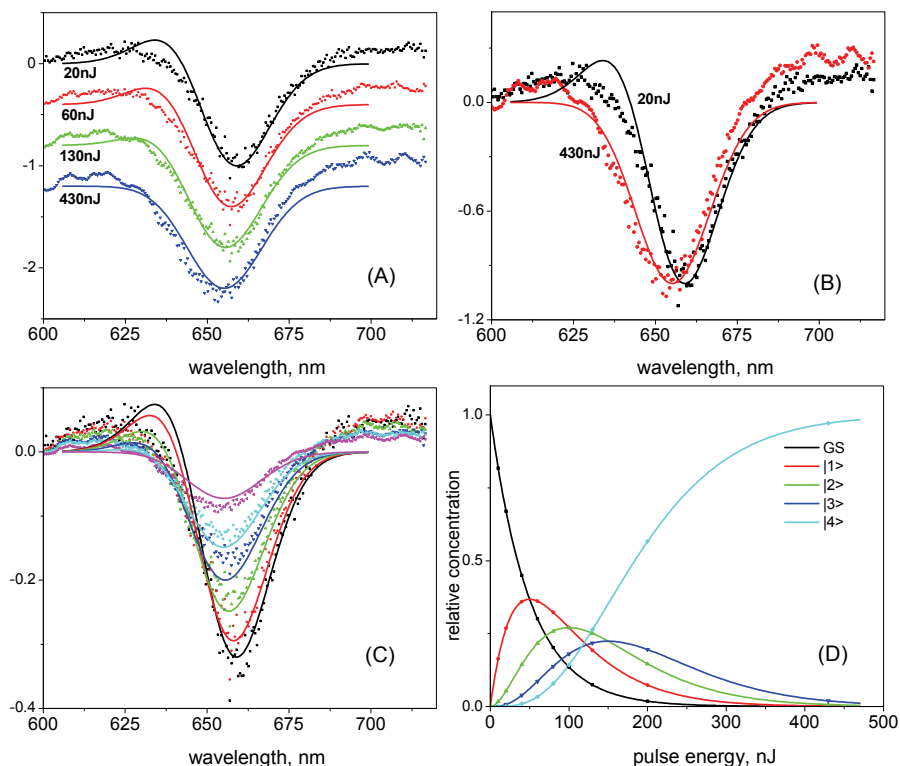 0
-1
-2
20nJ
60nJ
130nJ
430nJ
(A)
600 625 650 675 700
wavelength, nm
0.0
-0.6
-1.2
20nJ
430nJ
(B)
600 625 650 675 700
wavelength, nm
0.0
-0.2
-0.4
(C)
600 625 650 675 700
wavelength, nm
relative concentration
1.0
0.5
0.0
GS
|1>
|2>
|3>
|4>
(D)
0 100 200 300 400 500
pulse energy, nJ